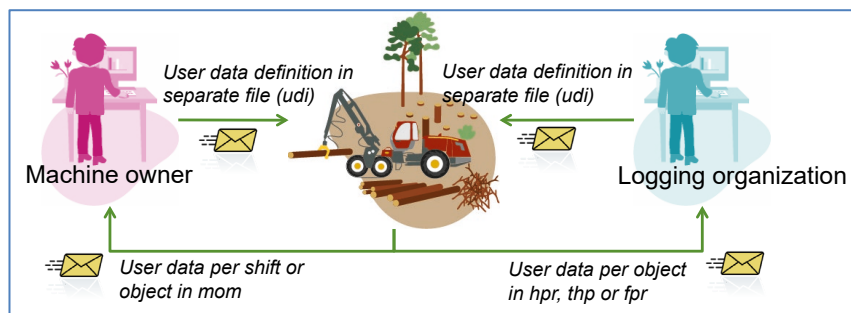 User data definition in
separate file (udi)
User data definition in
separate file (udi)
Machine owner
Logging organization
User data per shift or
object in mom
User data per object
in hpr, thp or fpr